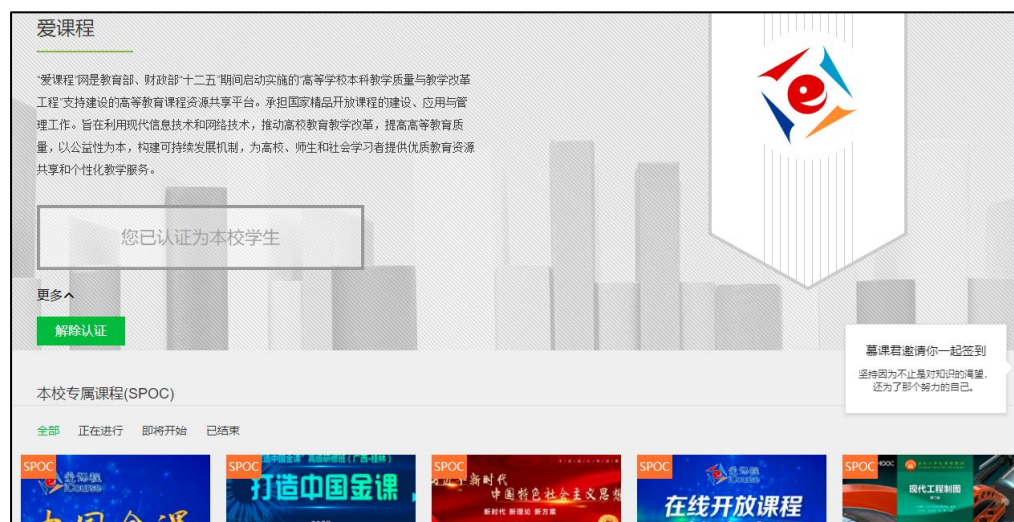 爱课程
“爱课程”网是教育部、财政部“十二五”期间启动实施的“高等学校本科教学质量与教学改革
工程”支持建设的高等教育课程资源共享平台。承担国家精品开放课程的建设、应用与管
理工作。旨在利用现代信息技术和网络技术，推动高校教育教学改革，提高高等教育质
量，以公益性为本，构建可持续发展机制，为高校、师生和社会学习者提供优质教育资源
共享和个性化教学服务。
您已认证为本校学生
更多
解除认证
慕课君邀请你一起签到
坚持因为不止是对知识的渴望，
还为了那个努力的自己。
本校专属课程(SPOC)
全部 正在进行 即将开始 已结束
SPOC
爱课程
iCourse
中国金课
SPOC
打造中国金课
SPOC
新时代
中国特色社会主义思想
新时代 新理论 新方案
SPOC
爱课程
iCourse
在线开放课程
SPOC
现代工程制图